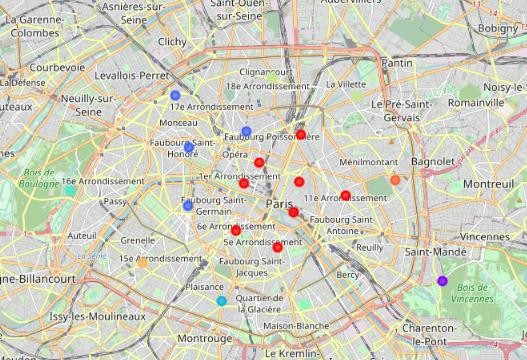 Asnières-sur-
Seine
Saint-Ouen-
sur-Seine
Aubervilliers
La Garenne-
Colombes
Bobigny
Clichy
Courbevoie
Levallois-Perret
Clignancourt
Pantin
La Défense
18e Arrondissement
La Villette
Noisy-le-
Neuilly-sur-
Seine
17e Arrondissement
Le Pré-Saint-
Gervais
Romainville
uteaux
Monceau
Faubourg Poissonnière
Faubourg Saint-
Honoré
Opéra
Ménilmontant
Bagnolet
Bois de
Boulogne
16e Arrondissement
1er Arrondissement
Montreuil
Passy
11e Arrondissement
Faubourg Saint-
Germain
Paris
Auteuil
6e Arrondissement
Faubourg Saint-
Antoine
Grenelle
5e Arrondissement
Reuilly
Vincennes
La Seine
15e Arrondissement
Faubourg Saint-
Jacques
Saint-Mandé
gne-Billancourt
Bercy
Bois de
Vincennes
Plaisance
Quartier de
la Glacière
Issy-les-Moulineaux
Maison-Blanche
Charenton-
le-Pont
Montrouge
Le Kremlin-